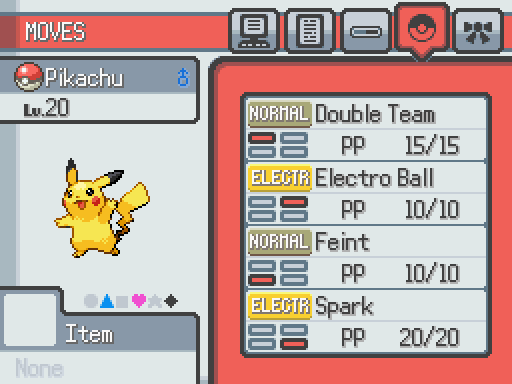 MOVES
Pikachu ♂
Lv.20
NORMAL Double Team
PP 15/15
ELECTR Electro Ball
PP 10/10
NORMAL Feint
PP 10/10
ELECTR Spark
PP 20/20
Item
None